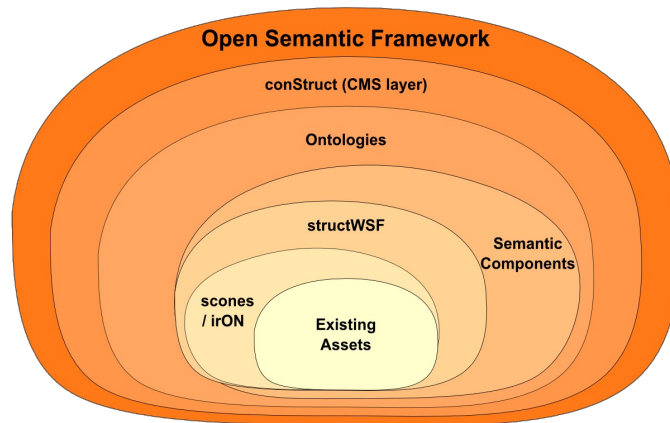 Open Semantic Framework
conStruct (CMS layer)
Ontologies
structWSF
Semantic
Components
scones
/ irON
Existing
Assets